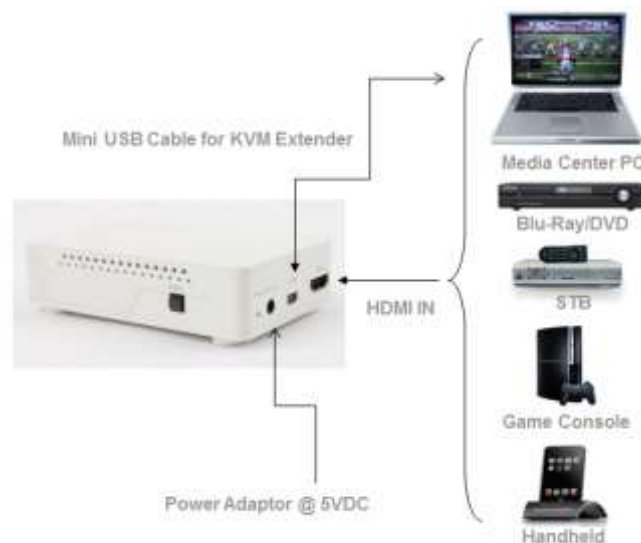 Mini USB Cable for KVM Extender
Media Center PC
Blu-Ray/DVD
HDMI IN
STB
Game Console
Power Adaptor @ 5VDC
Handheld